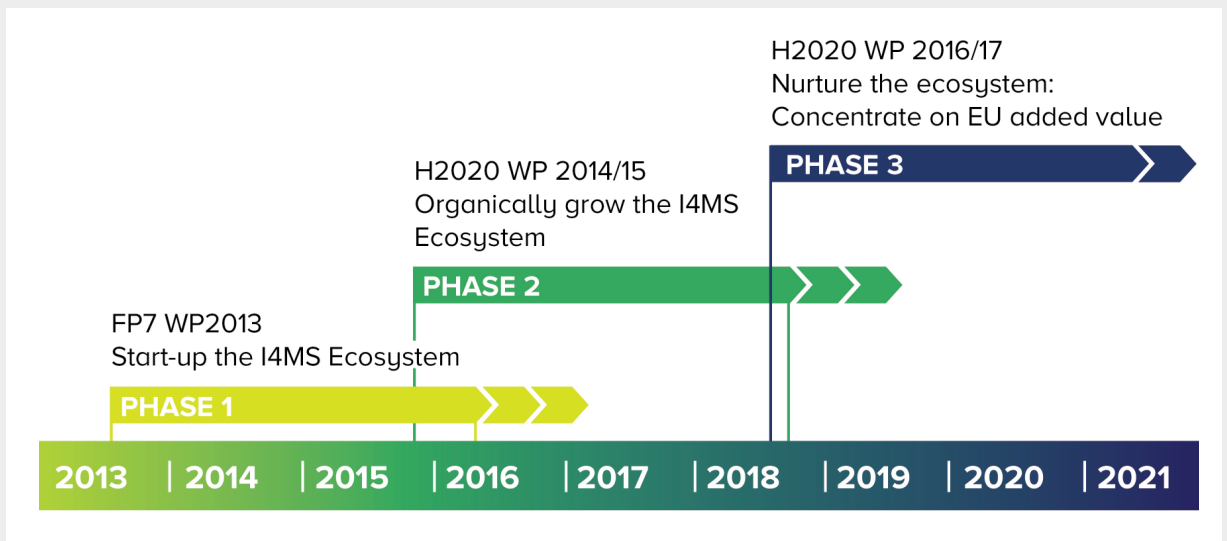 H2020 WP 2016/17
Nurture the ecosystem:
Concentrate on EU added value
PHASE 3
H2020 WP 2014/15
Organically grow the I4MS
Ecosystem
PHASE 2
FP7 WP2013
Start-up the I4MS Ecosystem
PHASE 1
2013 | 2014 | 2015 | 2016 | 2017 | 2018 | 2019 | 2020 | 2021